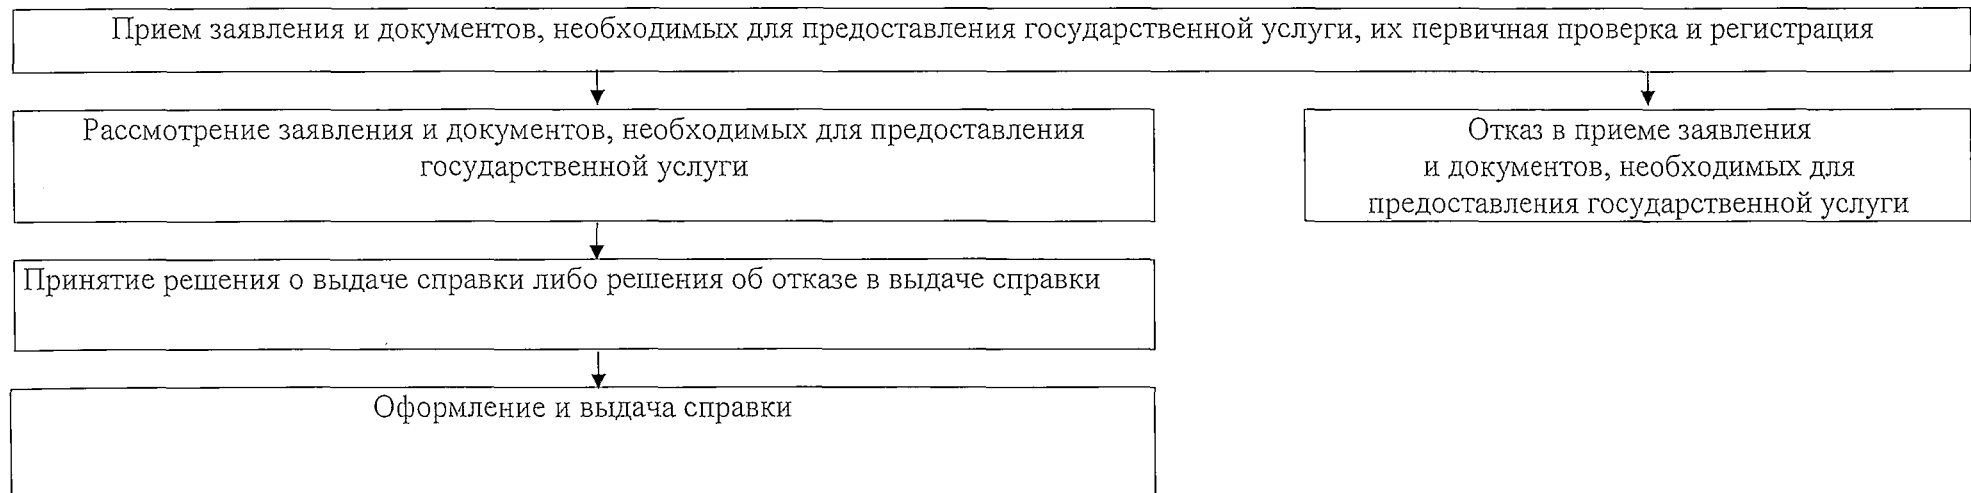 Прием заявления и документов, необходимых для предоставления государственной услуги, их первичная проверка и регистрация
Рассмотрение заявления и документов, необходимых для предоставления
государственной услуги
Отказ в приеме заявления
и документов, необходимых для
предоставления государственной услуги
Принятие решения о выдаче справки либо решения об отказе в выдаче справки
Оформление и выдача справки